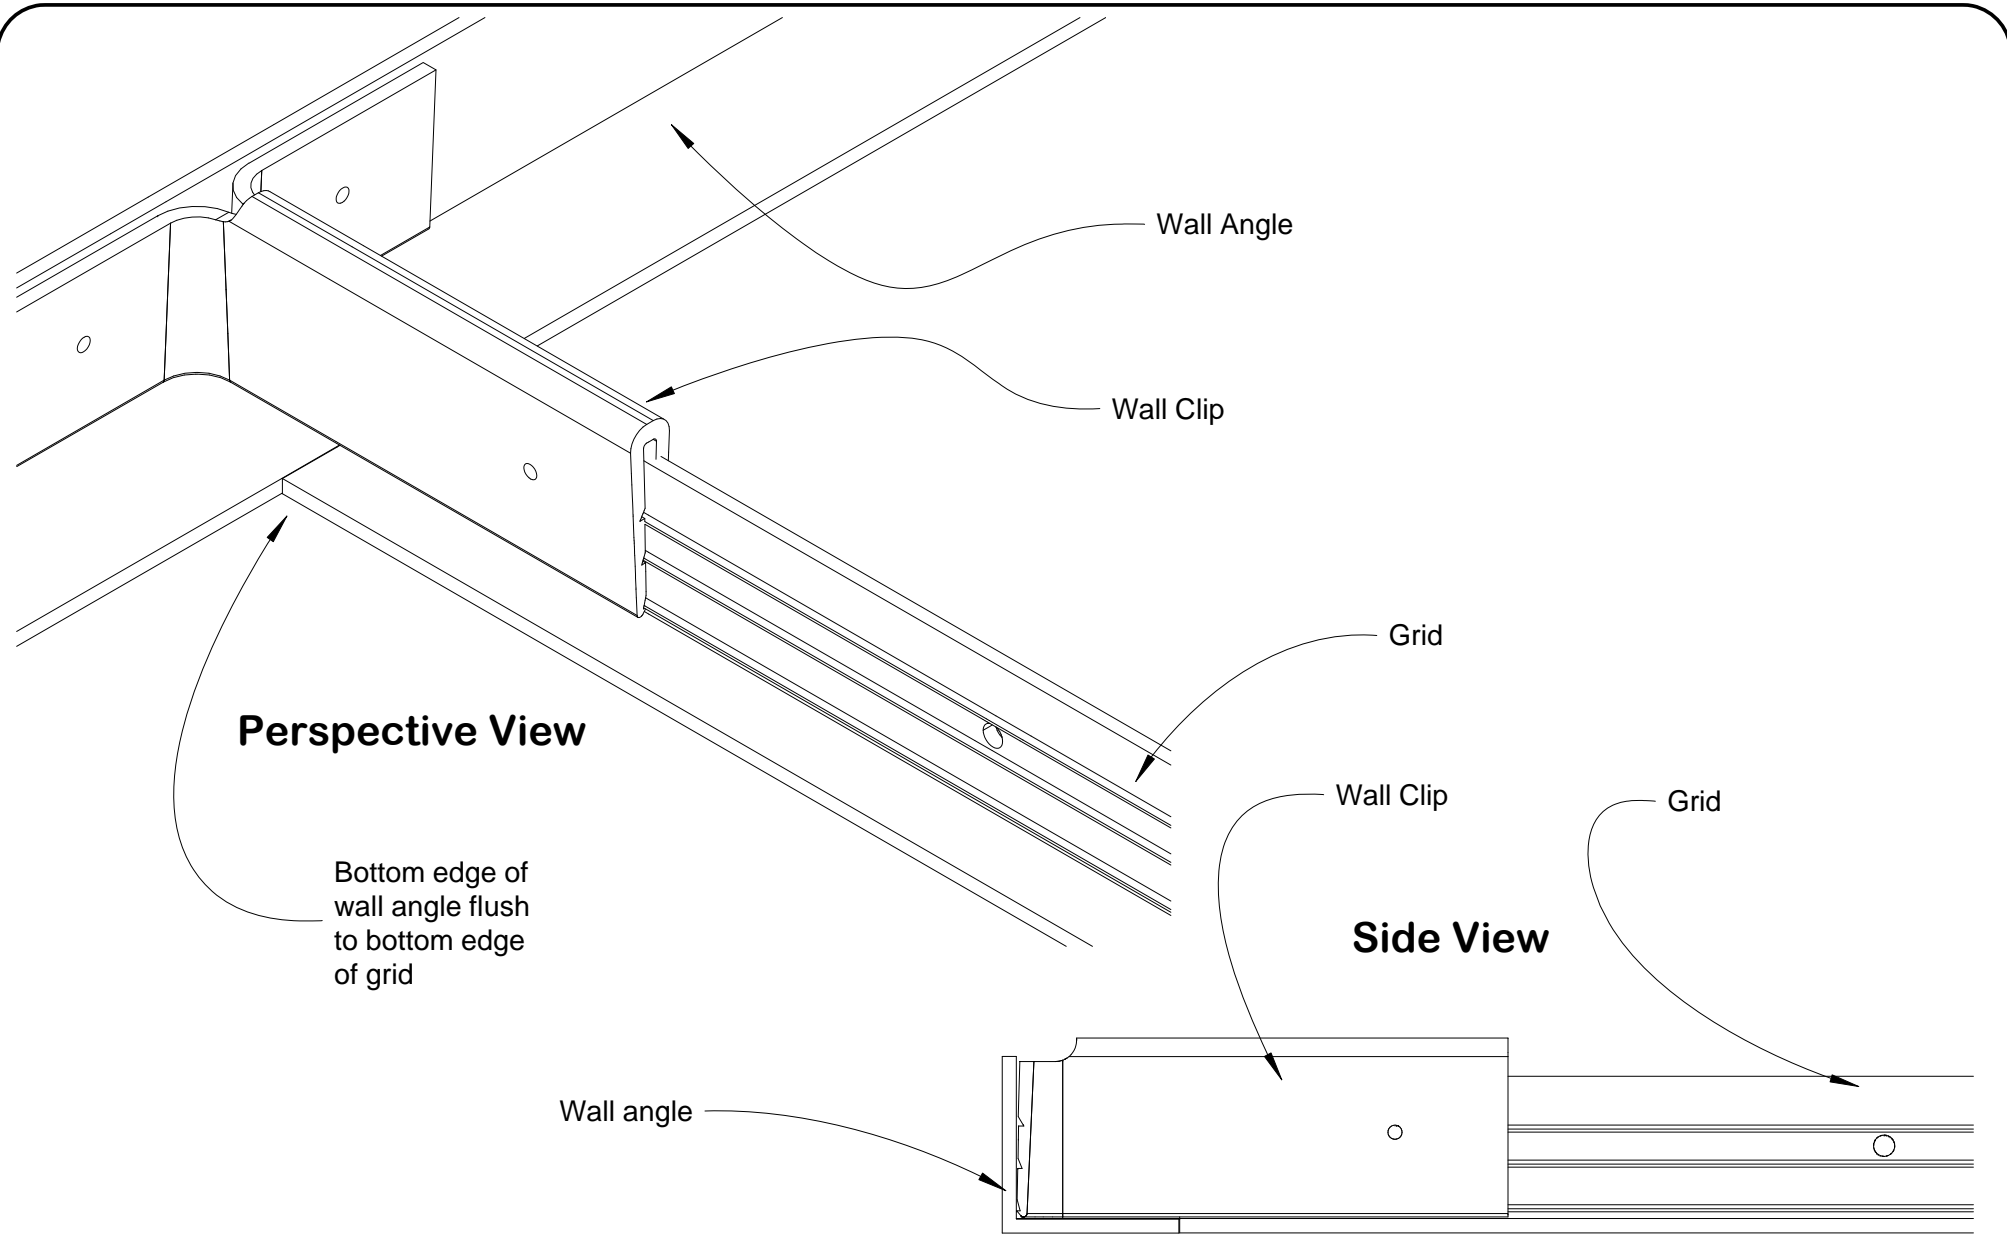 Wall Angle
Wall Clip
Grid
Perspective View
Wall Clip
Grid
Bottom edge of
wall angle flush
to bottom edge
of grid
Side View
Wall angle